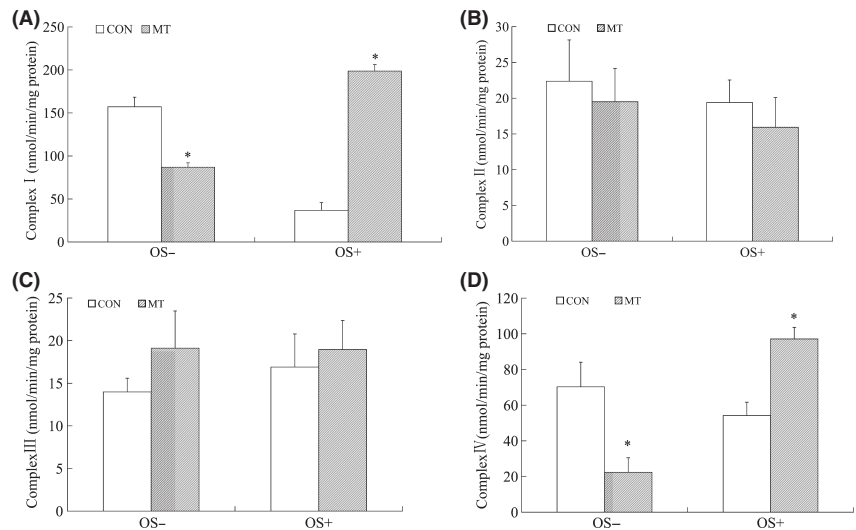 (A)
CON MT
Complex I (nmol/min/mg protein)
250
200
150
100
50
0
*
*
OS− OS+
(B)
CON MT
Complex II (nmol/min/mg protein)
30
25
20
15
10
5
0
OS− OS+
(C)
CON MT
Complex III (nmol/min/mg protein)
25
20
15
10
5
0
OS− OS+
(D)
CON MT
Complex IV (nmol/min/mg protein)
120
100
80
60
40
20
0
*
*
OS− OS+